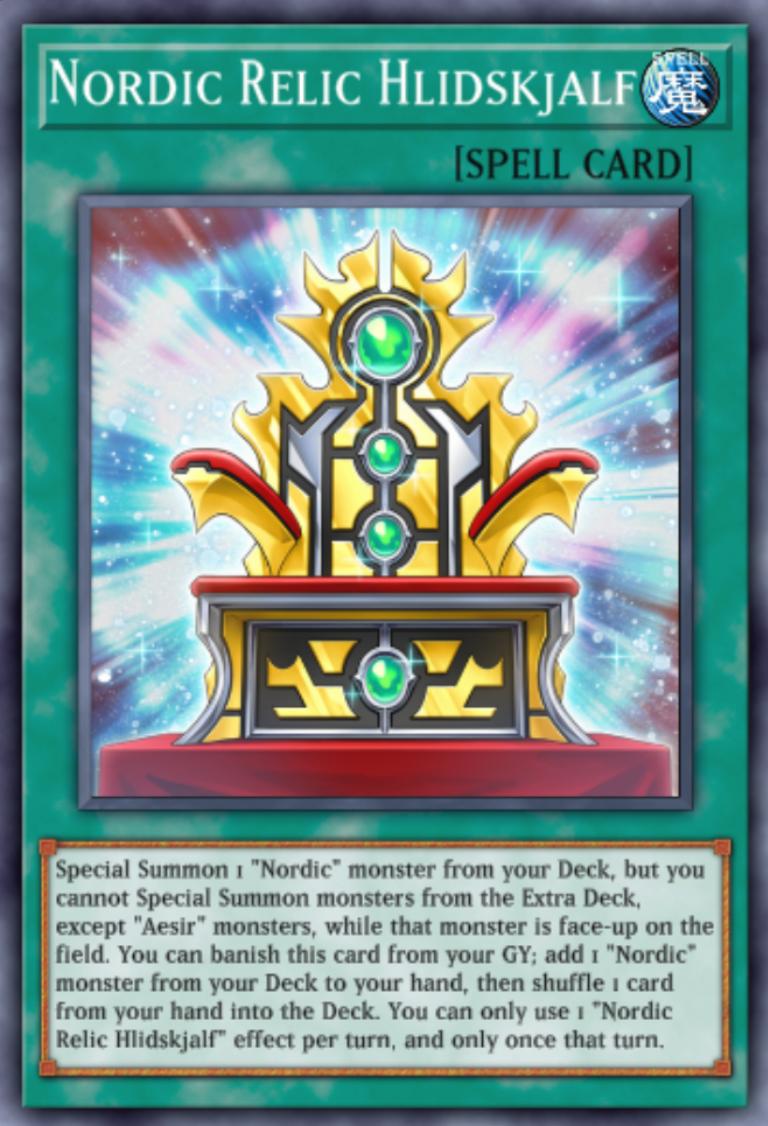 Nordic Relic Hlidskjalf
SPELL
魔
[SPELL CARD]
Special Summon 1 "Nordic" monster from your Deck, but you
cannot Special Summon monsters from the Extra Deck,
except "Aesir" monsters, while that monster is face-up on the
field. You can banish this card from your GY; add 1 "Nordic"
monster from your Deck to your hand, then shuffle 1 card
from your hand into the Deck. You can only use 1 "Nordic
Relic Hlidskjalf" effect per turn, and only once that turn.